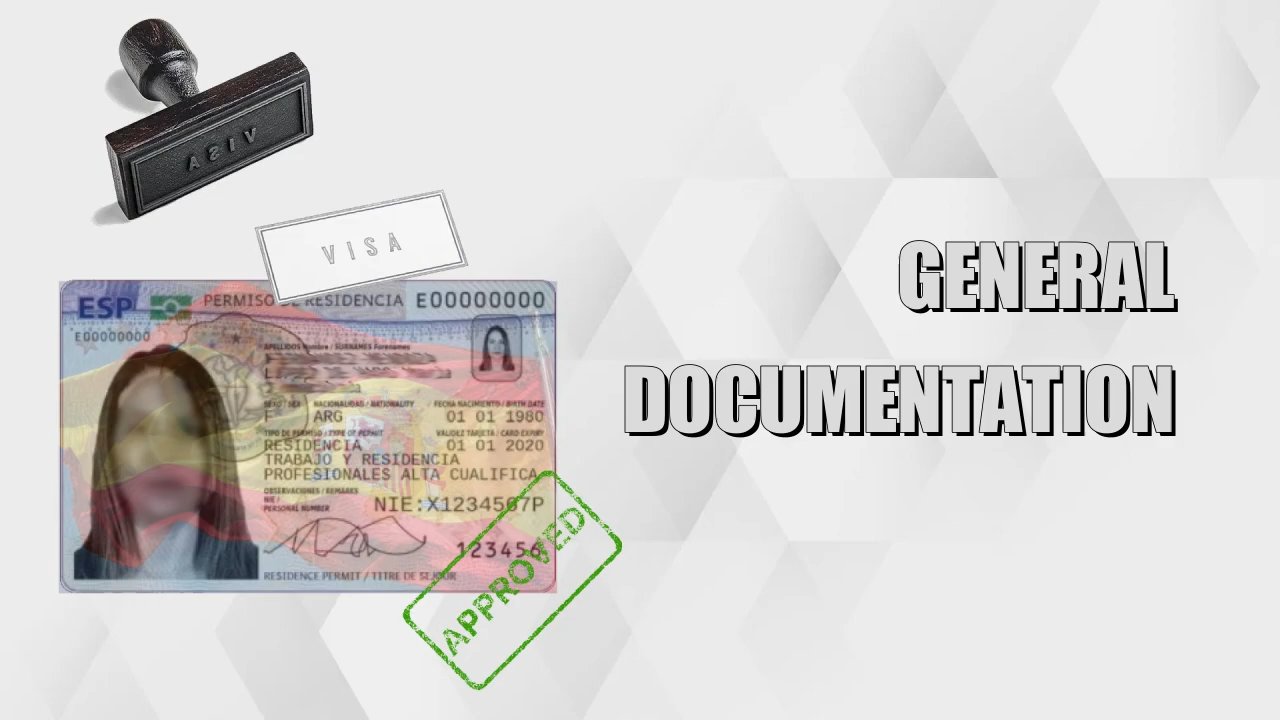 VISA
VISA
ESP PERMISO DE RESIDENCIA E00000000
E00000000
APELLIDOS Nombre / SURNAMES Forenames
SEXO / SEX NACIONALIDAD / NATIONALITY FECHA NACIMIENTO / BIRTH DATE
F ARG 01 01 1980
TIPO DE PERMISO / TYPE OF PERMIT VALIDEZ TARJETA / CARD EXPIRY
RESIDENCIA 01 01 2020
TRABAJO Y RESIDENCIA
PROFESIONALES ALTA CUALIFICA
OBSERVACIONES / REMARKS
NIE /
PERSONAL NUMBER NIE:X1234567P
123456
RESIDENCE PERMIT / TITRE DE SEJOUR
APPROVED
GENERAL
DOCUMENTATION